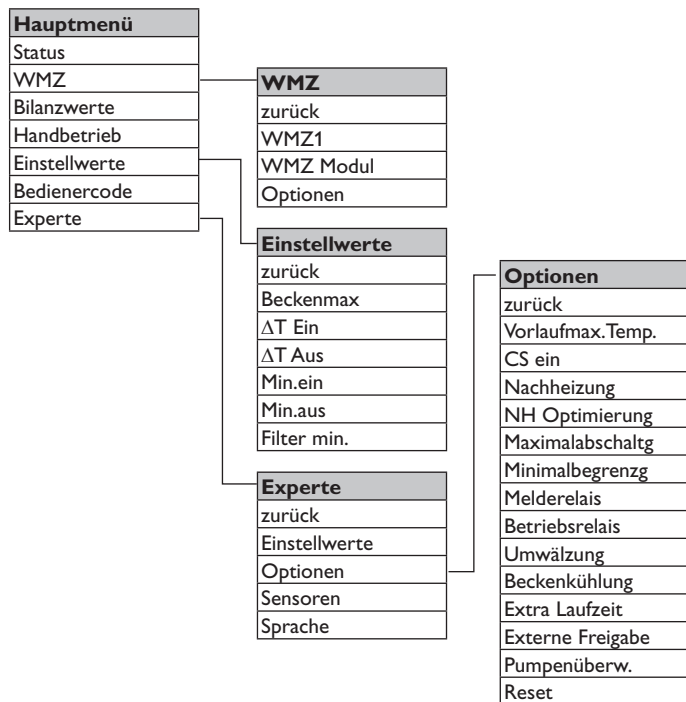 Hauptmenü
Status
WMZ
Bilanzwerte
Handbetrieb
Einstellwerte
Bedienercode
Experte
WMZ
zurück
WMZ1
WMZ Modul
Optionen
Einstellwerte
zurück
Beckenmax
ΔT Ein
ΔT Aus
Min.ein
Min.aus
Filter min.
Experte
zurück
Einstellwerte
Optionen
Sensoren
Sprache
Optionen
zurück
Vorlaufmax.Temp.
CS ein
Nachheizung
NH Optimierung
Maximalabschaltg
Minimalbegrenzg
Melderelais
Betriebsrelais
Umwälzung
Beckenkühlung
Extra Laufzeit
Externe Freigabe
Pumpenüberw.
Reset